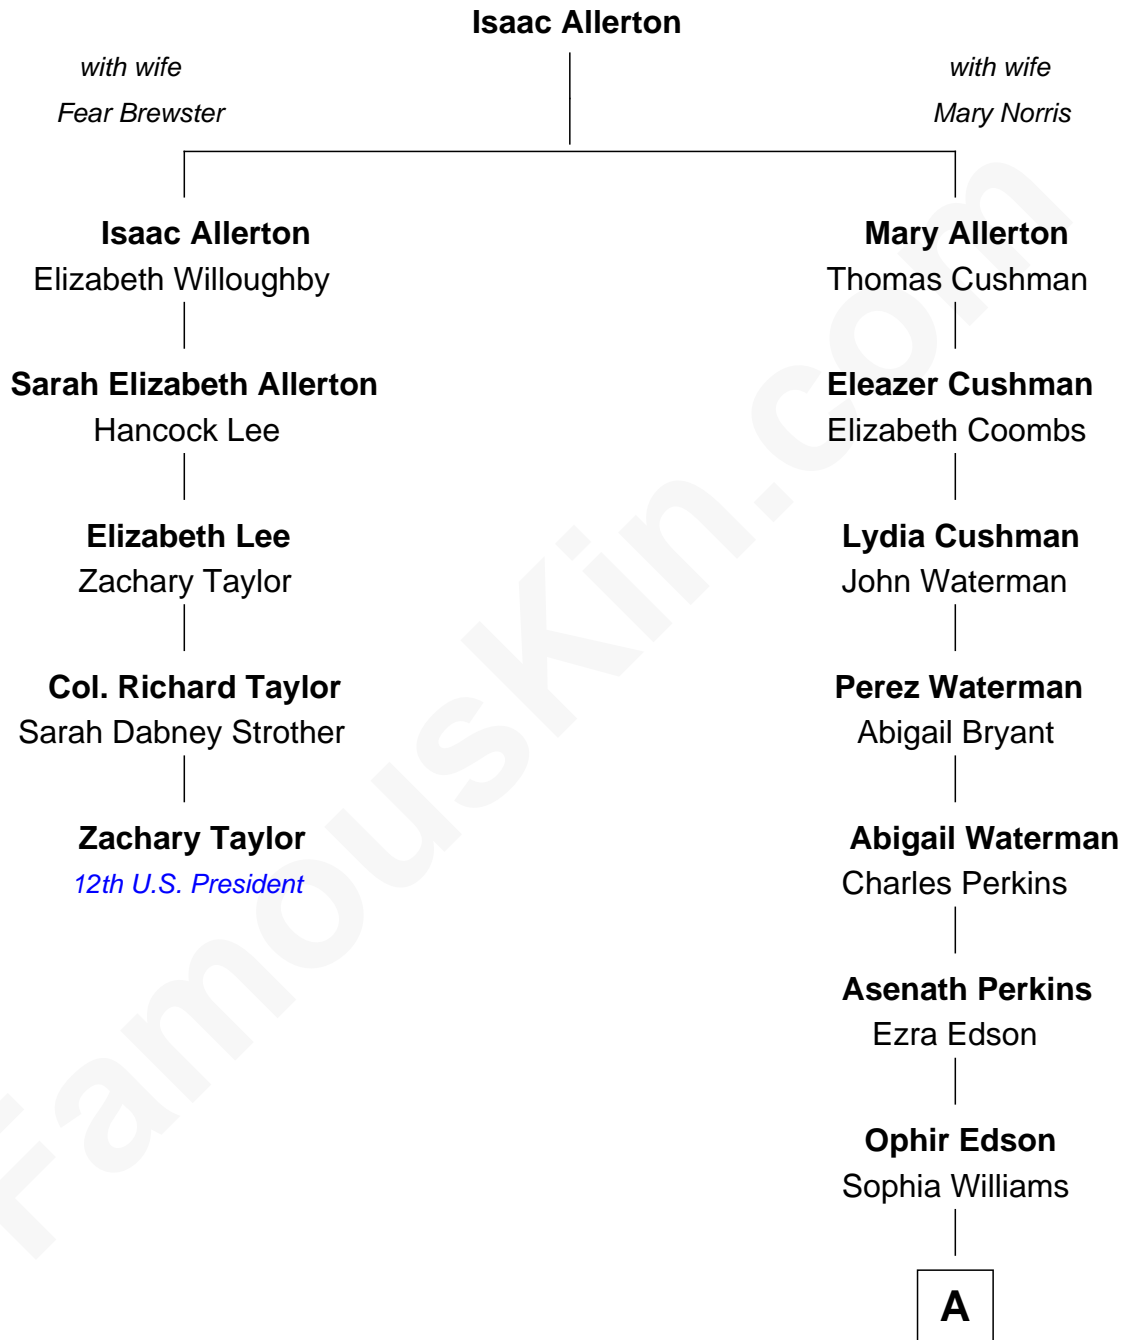 Isaac Allerton
with wife
Fear Brewster
with wife
Mary Norris
Isaac Allerton
Elizabeth Willoughby
Mary Allerton
Thomas Cushman
Sarah Elizabeth Allerton
Hancock Lee
Eleazer Cushman
Elizabeth Coombs
Elizabeth Lee
Zachary Taylor
Lydia Cushman
John Waterman
Col. Richard Taylor
Sarah Dabney Strother
Perez Waterman
Abigail Bryant
Zachary Taylor
12th U.S. President
Abigail Waterman
Charles Perkins
Asenath Perkins
Ezra Edson
Ophir Edson
Sophia Williams
A
FamousKin.com